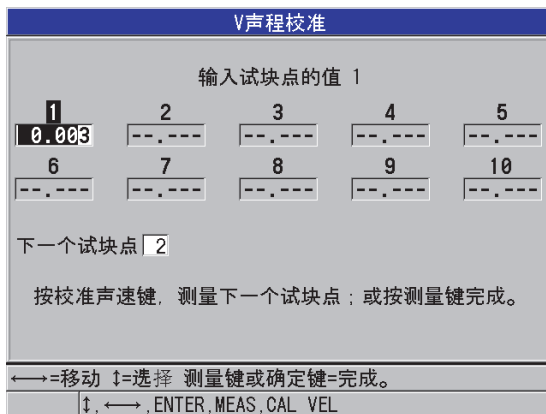 V声程校准
输入试块点的值 1
1 2 3 4 5
0.003 --.--- --.--- --.--- --.---
6 7 8 9 10
--.--- --.--- --.--- --.--- --.---
下一个试块点 2
按校准声速键, 测量下一个试块点；或按测量键完成。
←→=移动 ↕=选择 测量键或确定键=完成。
↕,←→,ENTER,MEAS,CAL VEL